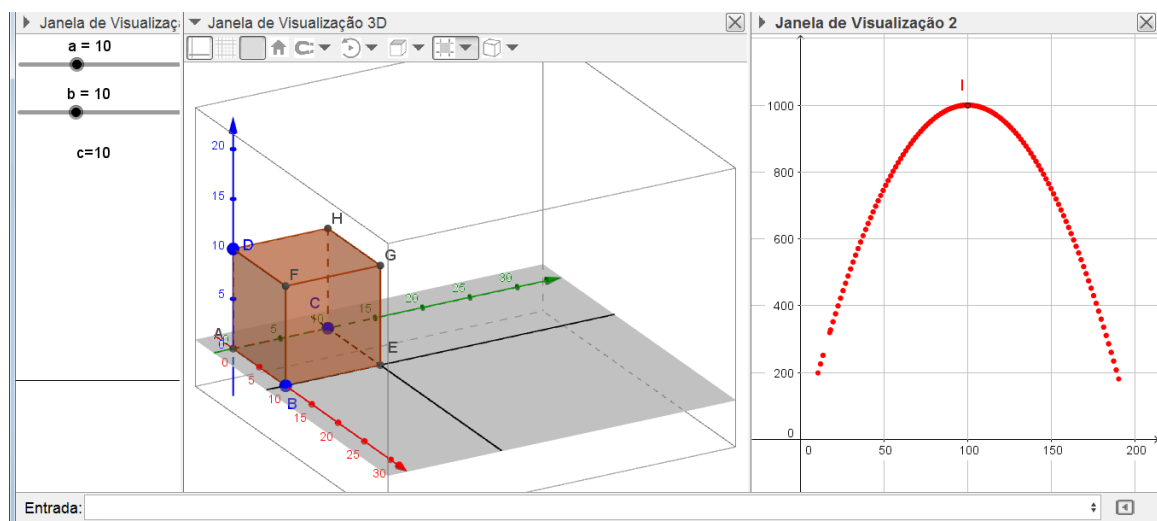 Janela de Visualizaç
a = 10
b = 10
c=10
Janela de Visualização 3D
20
15
10
5
D
H
F
G
C
A
E
B
0
0
5
10
15
20
25
30
5
10
15
20
25
30
Janela de Visualização 2
I
1000
800
600
400
200
0
0 50 100 150 200
Entrada: